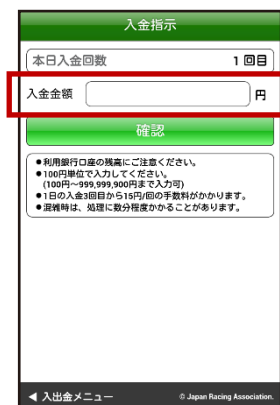 入金指示
本日入金回数 1 回目
入金金額 円
確認
●利用銀行口座の残高にご注意ください。
●100円単位で入力してください。
(100円～999,999,900円まで入力可)
●1日の入金3回目から15円/回の手数料がかかります。
●混雑時は、処理に数分程度かかることがあります。
◀ 入出金メニュー © Japan Racing Association.